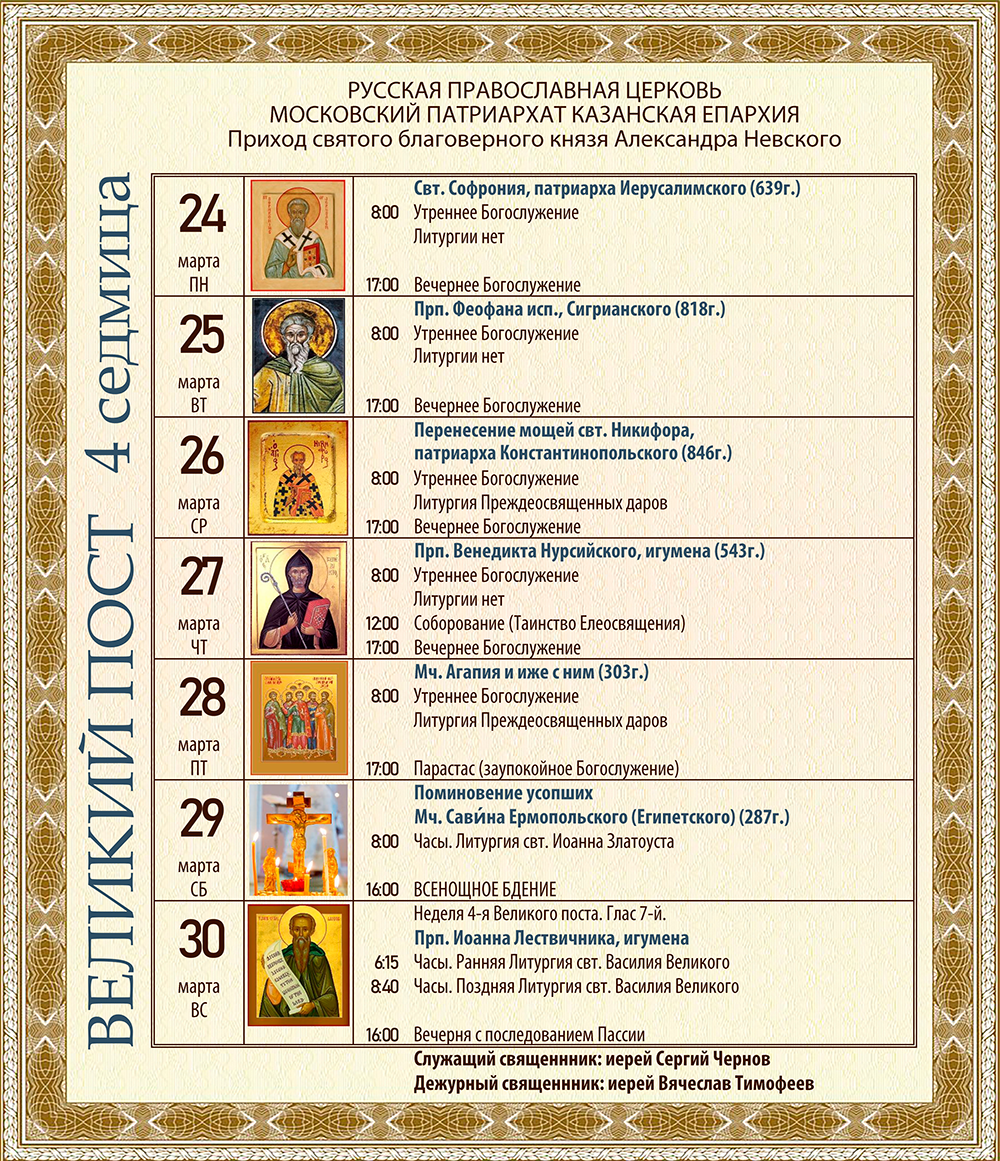 РУССКАЯ ПРАВОСЛАВНАЯ ЦЕРКОВЬ
МОСКОВСКИЙ ПАТРИАРХАТ КАЗАНСКАЯ ЕПАРХИЯ
Приход святого благоверного князя Александра Невского
ВЕЛИКИЙ ПОСТ 4 седмица
24
марта
ПН
Свт. Софрония, патриарха Иерусалимского (639г.)
8:00 Утреннее Богослужение
Литургии нет
17:00 Вечернее Богослужение
25
марта
ВТ
Прп. Феофана исп., Сигрианского (818г.)
8:00 Утреннее Богослужение
Литургии нет
17:00 Вечернее Богослужение
26
марта
СР
Перенесение мощей свт. Никифора,
патриарха Константинопольского (846г.)
8:00 Утреннее Богослужение
Литургия Преждеосвященных даров
17:00 Вечернее Богослужение
27
марта
ЧТ
Прп. Венедикта Нурсийского, игумена (543г.)
8:00 Утреннее Богослужение
Литургии нет
12:00 Соборование (Таинство Елеосвящения)
17:00 Вечернее Богослужение
28
марта
ПТ
Мч. Агапия и иже с ним (303г.)
8:00 Утреннее Богослужение
Литургия Преждеосвященных даров
17:00 Парастас (заупокойное Богослужение)
29
марта
СБ
Поминовение усопших
Мч. Сави́на Ермопольского (Египетского) (287г.)
8:00 Часы. Литургия свт. Иоанна Златоуста
16:00 ВСЕНОЩНОЕ БДЕНИЕ
30
марта
ВС
Неделя 4-я Великого поста. Глас 7-й.
Прп. Иоанна Лествичника, игумена
6:15 Часы. Ранняя Литургия свт. Василия Великого
8:40 Часы. Поздняя Литургия свт. Василия Великого
16:00 Вечерня с последованием Пассии
Служащий священнник: иерей Сергий Чернов
Дежурный священнник: иерей Вячеслав Тимофеев